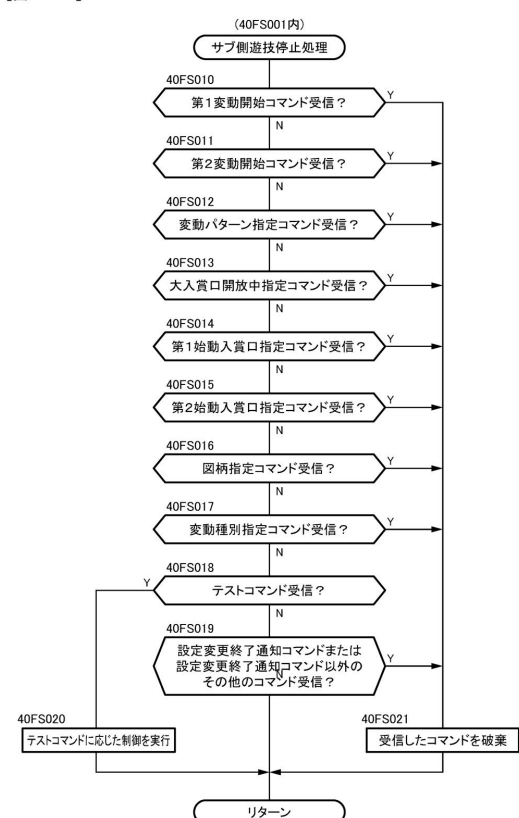 (40FS001内)
サブ側遊技停止処理
40FS010
第1変動開始コマンド受信?
Y
N
40FS011
第2変動開始コマンド受信?
Y
N
40FS012
変動パターン指定コマンド受信?
Y
N
40FS013
大入賞口開放中指定コマンド受信?
Y
N
40FS014
第1始動入賞口指定コマンド受信?
Y
N
40FS015
第2始動入賞口指定コマンド受信?
Y
N
40FS016
図柄指定コマンド受信?
Y
N
40FS017
変動種別指定コマンド受信?
Y
N
40FS018
Y
テストコマンド受信?
N
40FS019
設定変更終了通知コマンドまたは
設定変更終了通知コマンド以外の
その他のコマンド受信?
Y
N
40FS020
テストコマンドに応じた制御を実行
40FS021
受信したコマンドを破棄
リターン